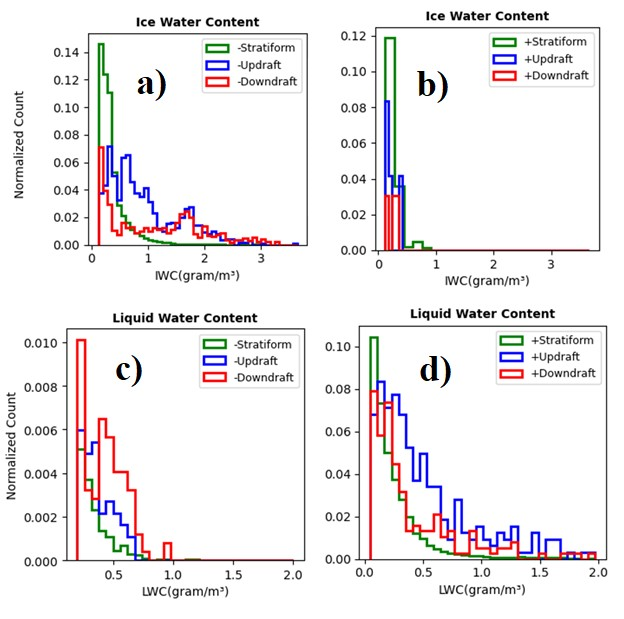 Ice Water Content
a)
-Stratiform
-Updraft
-Downdraft
Normalized Count
0.14
0.12
0.10
0.08
0.06
0.04
0.02
0.00
0
1
2
3
IWC(gram/m³)
Ice Water Content
b)
+Stratiform
+Updraft
+Downdraft
0.12
0.10
0.08
0.06
0.04
0.02
0.00
0
1
2
3
IWC(gram/m³)
Liquid Water Content
c)
-Stratiform
-Updraft
-Downdraft
Normalized Count
0.010
0.008
0.006
0.004
0.002
0.000
0.5
1.0
1.5
2.0
LWC(gram/m³)
Liquid Water Content
d)
+Stratiform
+Updraft
+Downdraft
0.10
0.08
0.06
0.04
0.02
0.00
0.0
0.5
1.0
1.5
2.0
LWC(gram/m³)